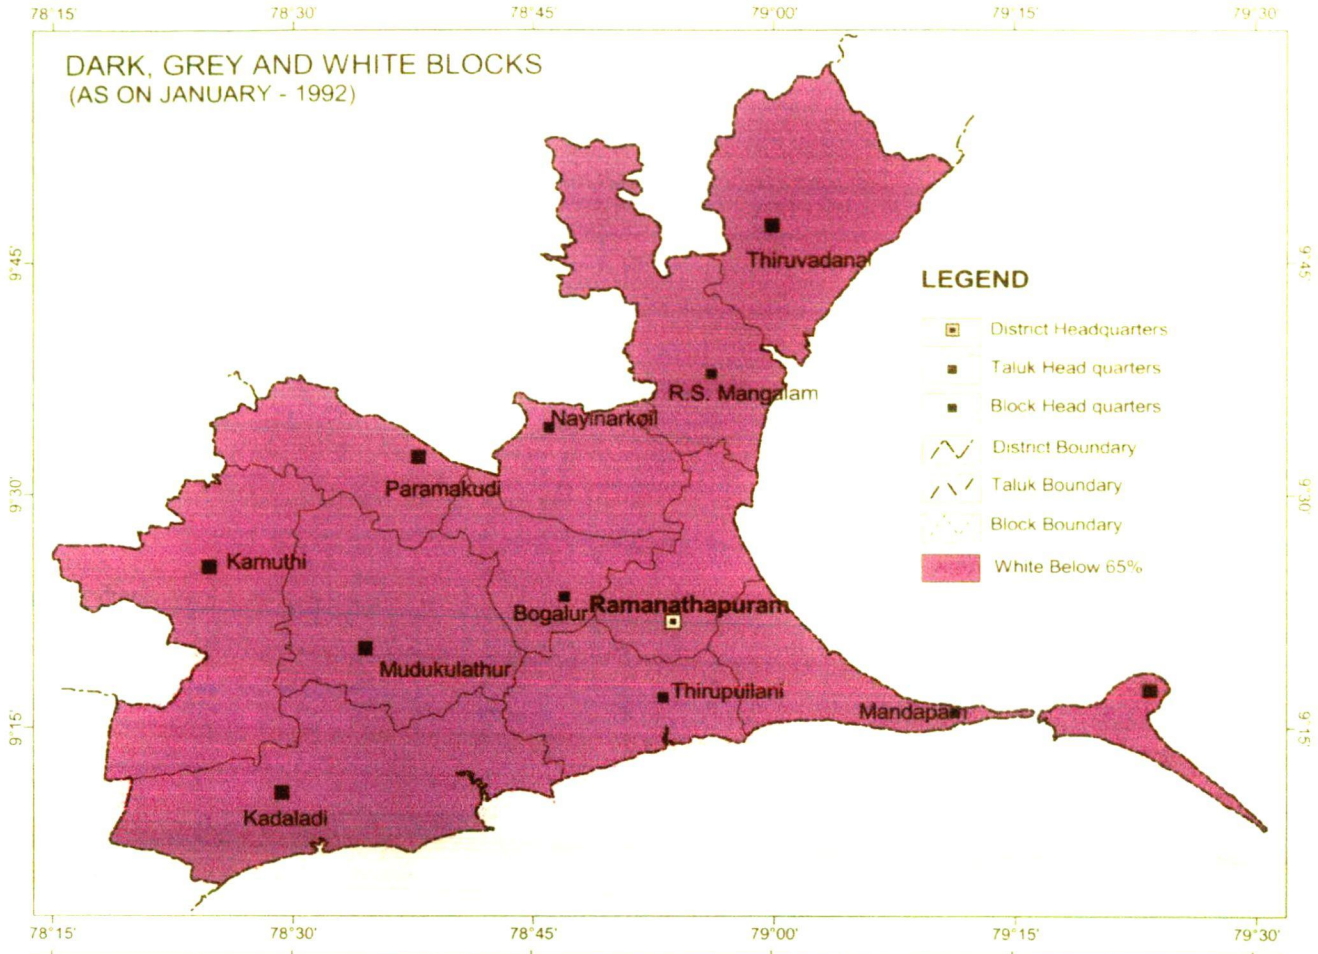 78°15' 78°30' 78°45' 79°00' 79°15' 79°30'
DARK, GREY AND WHITE BLOCKS
(AS ON JANUARY - 1992)
9°45' 9°45'
Thiruvadanai
LEGEND
District Headquarters
Taluk Head quarters
Block Head quarters
District Boundary
Taluk Boundary
Block Boundary
White Below 65%
R.S. Mangalam
Nayinarkoil
Paramakudi
9°30' 9°30'
Kamuthi
Bogalur
Ramanathapuram
Mudukulathur
Thirupullani
Mandapam
9°15' 9°15'
Kadaladi
78°15' 78°30' 78°45' 79°00' 79°15' 79°30'